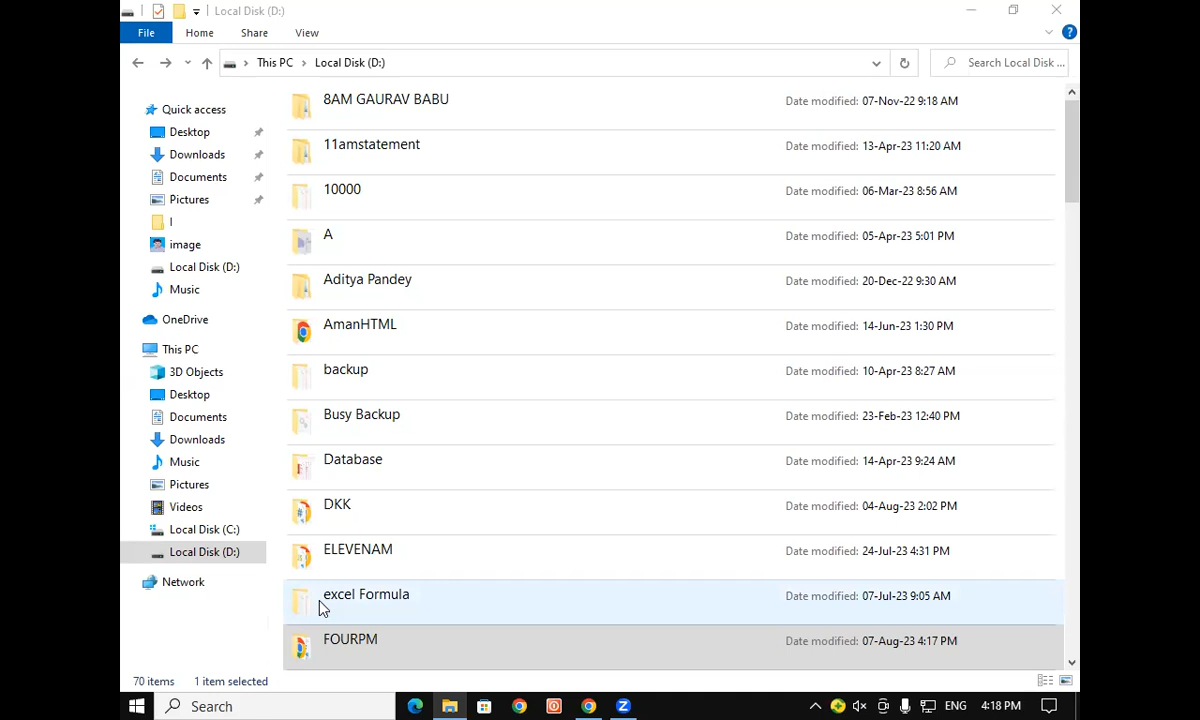 Local Disk (D:)
File Home Share View
This PC > Local Disk (D:)
Search Local Disk ...
Quick access
Desktop
Downloads
Documents
Pictures
I
image
Local Disk (D:)
Music
OneDrive
This PC
3D Objects
Desktop
Documents
Downloads
Music
Pictures
Videos
Local Disk (C:)
Local Disk (D:)
Network
8AM GAURAV BABU Date modified: 07-Nov-22 9:18 AM
11amstatement Date modified: 13-Apr-23 11:20 AM
10000 Date modified: 06-Mar-23 8:56 AM
A Date modified: 05-Apr-23 5:01 PM
Aditya Pandey Date modified: 20-Dec-22 9:30 AM
AmanHTML Date modified: 14-Jun-23 1:30 PM
backup Date modified: 10-Apr-23 8:27 AM
Busy Backup Date modified: 23-Feb-23 12:40 PM
Database Date modified: 14-Apr-23 9:24 AM
DKK Date modified: 04-Aug-23 2:02 PM
ELEVENAM Date modified: 24-Jul-23 4:31 PM
excel Formula Date modified: 07-Jul-23 9:05 AM
FOURPM Date modified: 07-Aug-23 4:17 PM
70 items 1 item selected
Search
ENG 4:18 PM